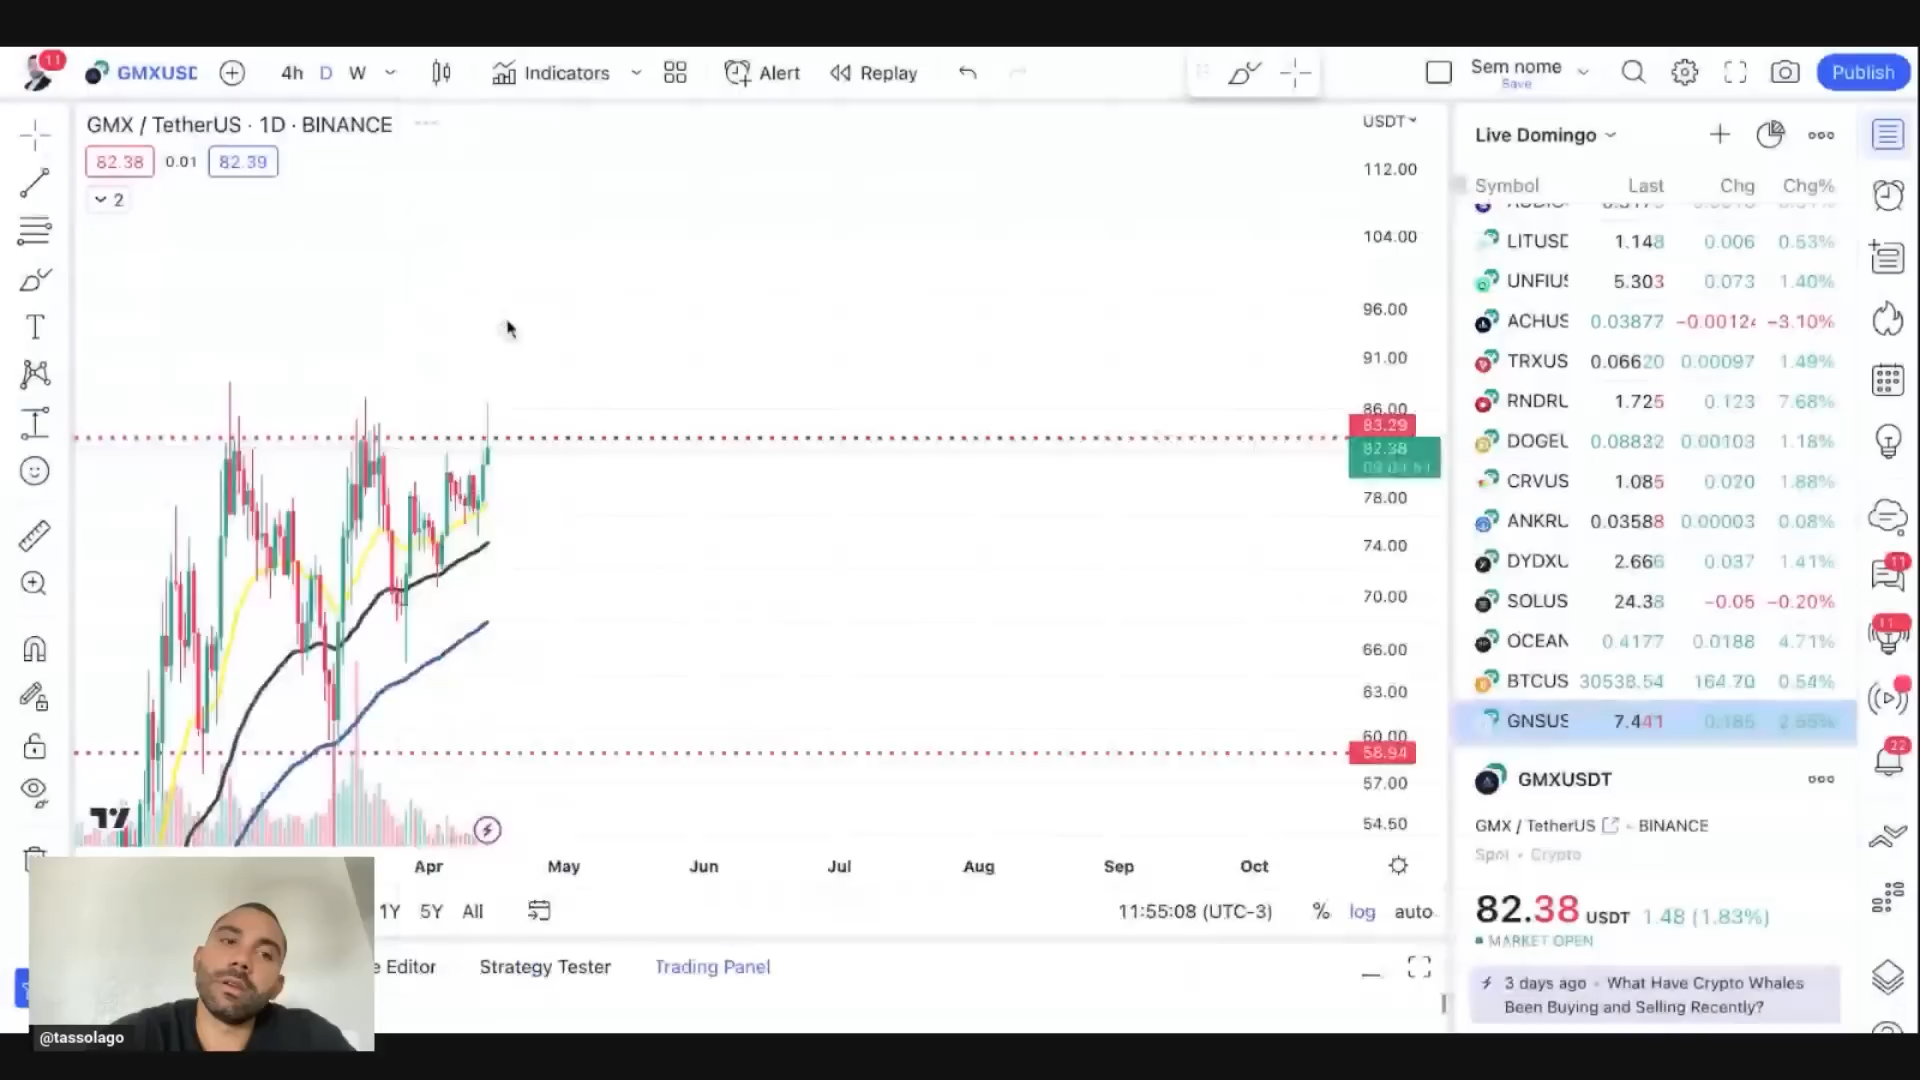 11
GMXUSD
4h D W
Indicators
Alert
Replay
Sem nome
Save
Publish
GMX / TetherUS · 1D · BINANCE
82.38 0.01 82.39
2
USDT
112.00
104.00
96.00
91.00
86.00
83.29
82.38
78.00
74.00
70.00
66.00
63.00
60.00
58.94
57.00
54.50
Apr May Jun Jul Aug Sep Oct
1Y 5Y All
11:55:08 (UTC-3) % log auto
e Editor Strategy Tester Trading Panel
Live Domingo
Symbol Last Chg Chg%
LITUSD 1.148 0.006 0.53%
UNFIUS 5.303 0.073 1.40%
ACHUS 0.03877 −0.00124 −3.10%
TRXUS 0.06620 0.00097 1.49%
RNDRU 1.725 0.123 7.68%
DOGEU 0.08832 0.00103 1.18%
CRVUS 1.085 0.020 1.88%
ANKRU 0.03588 0.00003 0.08%
DYDXU 2.666 0.037 1.41%
SOLUS 24.38 −0.05 −0.20%
OCEAN 0.4177 0.0188 4.71%
BTCUS 30538.54 164.70 0.54%
GNSUS 7.441 0.185 2.55%
GMXUSDT
GMX / TetherUS - BINANCE
Spot • Crypto
82.38 USDT 1.48 (1.83%)
MARKET OPEN
3 days ago · What Have Crypto Whales
Been Buying and Selling Recently?
11
11
22
@tassolago